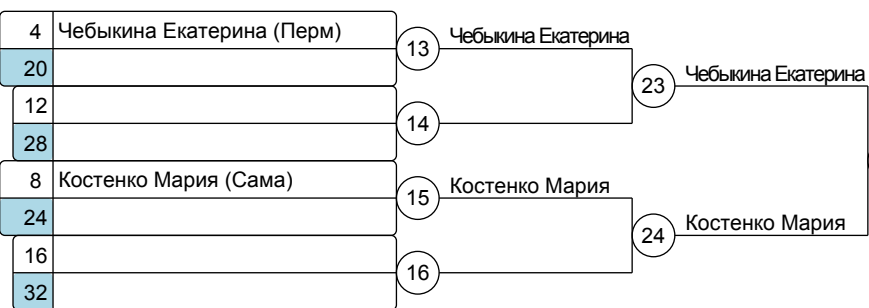 4 Чебыкина Екатерина (Перм)
20
12
28
8 Костенко Мария (Сама)
24
16
32
13 Чебыкина Екатерина
14
15 Костенко Мария
16
23 Чебыкина Екатерина
24 Костенко Мария